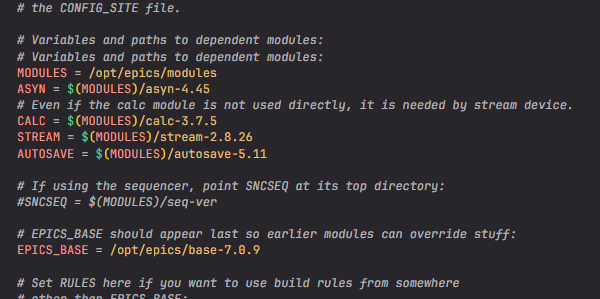 # the CONFIG_SITE file.
# Variables and paths to dependent modules:
# Variables and paths to dependent modules:
MODULES = /opt/epics/modules
ASYN = $(MODULES)/asyn-4.45
# Even if the calc module is not used directly, it is needed by stream device.
CALC = $(MODULES)/calc-3.7.5
STREAM = $(MODULES)/stream-2.8.26
AUTOSAVE = $(MODULES)/autosave-5.11
# If using the sequencer, point SNCSEQ at its top directory:
#SNCSEQ = $(MODULES)/seq-ver
# EPICS_BASE should appear last so earlier modules can override stuff:
EPICS_BASE = /opt/epics/base-7.0.9
# Set RULES here if you want to use build rules from somewhere
# other than EPICS_BASE: